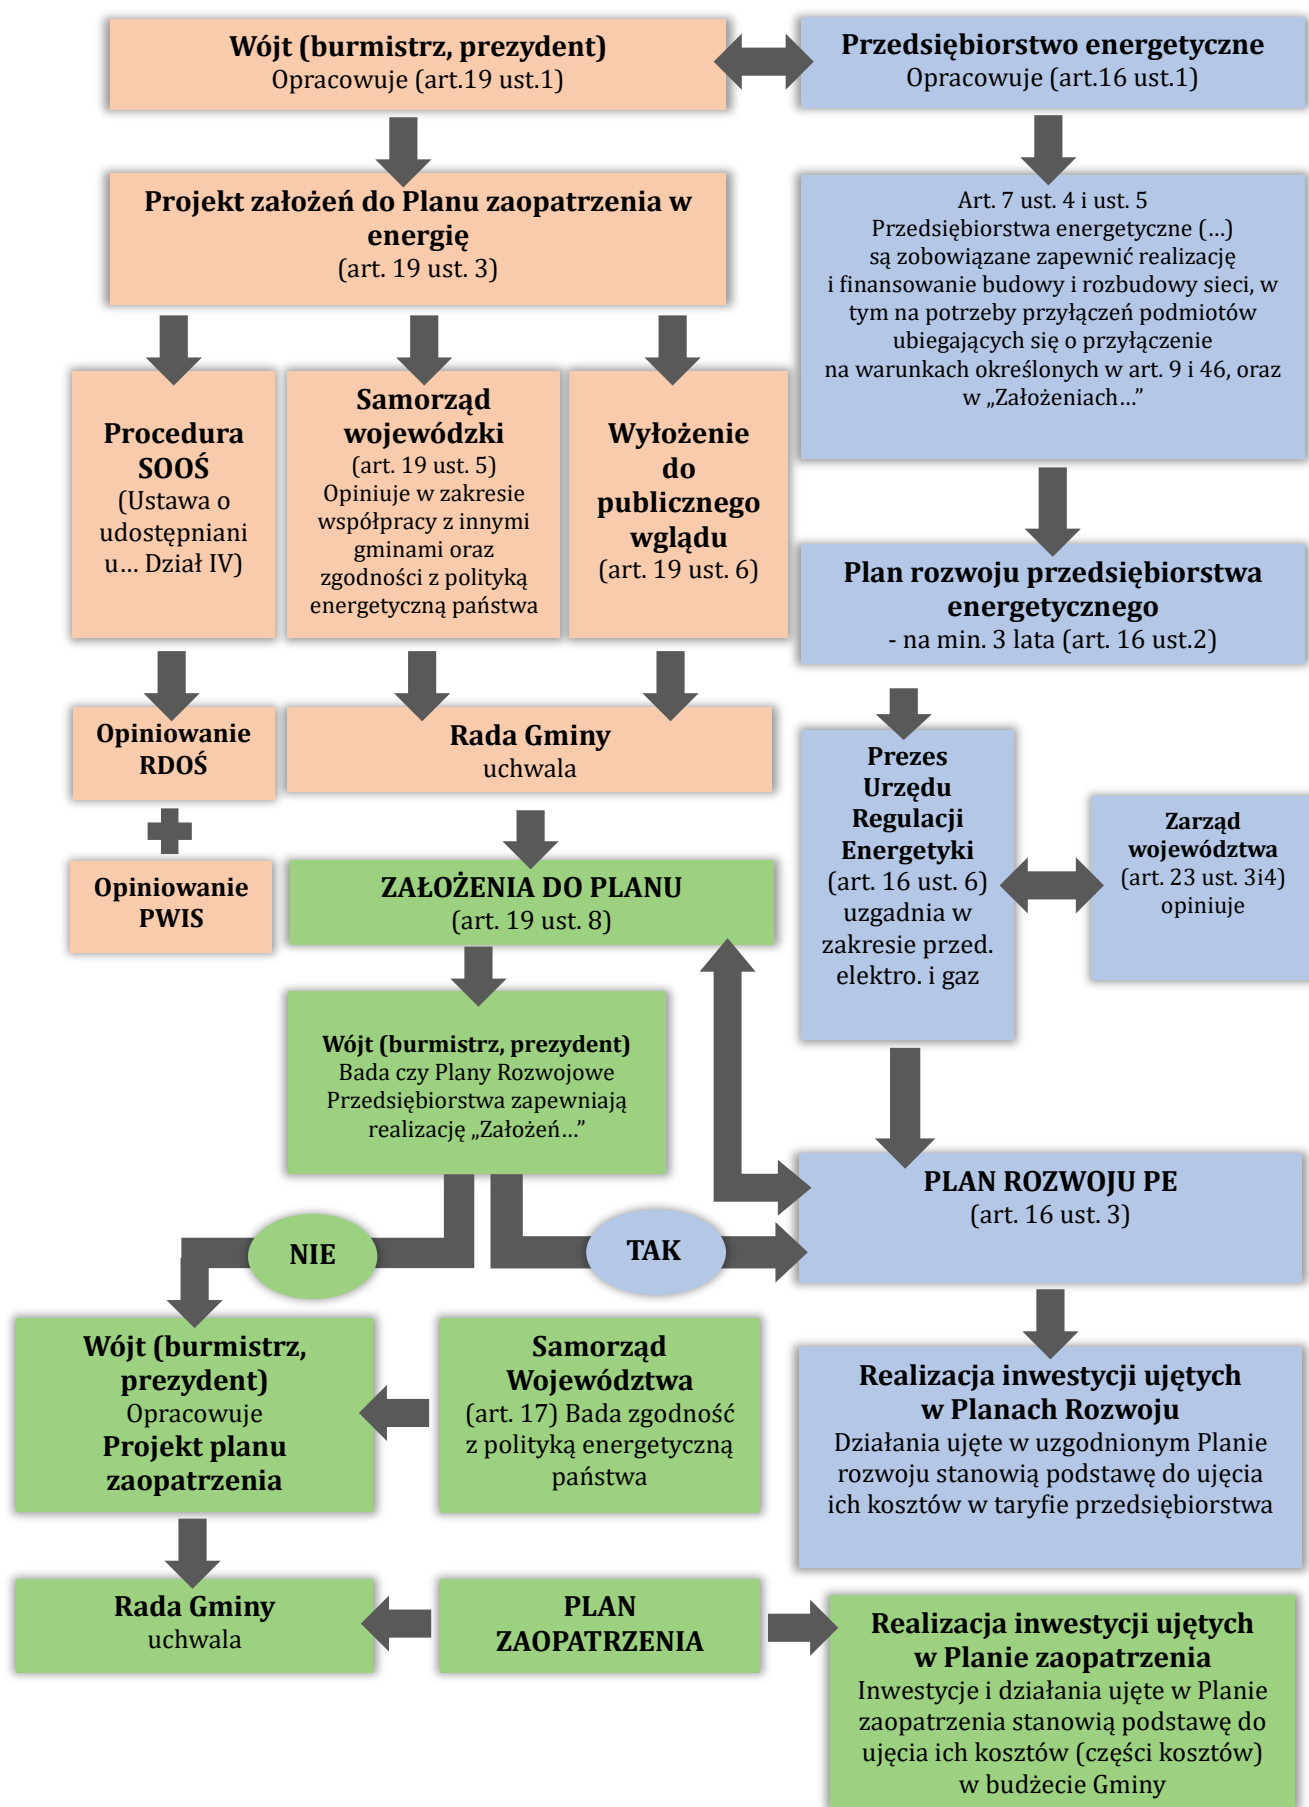 Wójt (burmistrz, prezydent)
Opracowuje (art.19 ust.1)
Przedsiębiorstwo energetyczne
Opracowuje (art.16 ust.1)
Projekt założeń do Planu zaopatrzenia w
energię
(art. 19 ust. 3)
Art. 7 ust. 4 i ust. 5
Przedsiębiorstwa energetyczne (…)
są zobowiązane zapewnić realizację
i finansowanie budowy i rozbudowy sieci, w
tym na potrzeby przyłączeń podmiotów
ubiegających się o przyłączenie
na warunkach określonych w art. 9 i 46, oraz
w „Założeniach…”
Procedura
SOOŚ
(Ustawa o
udostępniani
u… Dział IV)
Samorząd
wojewódzki
(art. 19 ust. 5)
Opiniuje w zakresie
współpracy z innymi
gminami oraz
zgodności z polityką
energetyczną państwa
Wyłożenie
do
publicznego
wglądu
(art. 19 ust. 6)
Plan rozwoju przedsiębiorstwa
energetycznego
- na min. 3 lata (art. 16 ust.2)
Opiniowanie
RDOŚ
Rada Gminy
uchwala
Prezes
Urzędu
Regulacji
Energetyki
(art. 16 ust. 6)
uzgadnia w
zakresie przed.
elektro. i gaz
Zarząd
województwa
(art. 23 ust. 3i4)
opiniuje
Opiniowanie
PWIS
ZAŁOŻENIA DO PLANU
(art. 19 ust. 8)
Wójt (burmistrz, prezydent)
Bada czy Plany Rozwojowe
Przedsiębiorstwa zapewniają
realizację „Założeń…”
PLAN ROZWOJU PE
(art. 16 ust. 3)
NIE
TAK
Wójt (burmistrz,
prezydent)
Opracowuje
Projekt planu
zaopatrzenia
Samorząd
Województwa
(art. 17) Bada zgodność
z polityką energetyczną
państwa
Realizacja inwestycji ujętych
w Planach Rozwoju
Działania ujęte w uzgodnionym Planie
rozwoju stanowią podstawę do ujęcia
ich kosztów w taryfie przedsiębiorstwa
Rada Gminy
uchwala
PLAN
ZAOPATRZENIA
Realizacja inwestycji ujętych
w Planie zaopatrzenia
Inwestycje i działania ujęte w Planie
zaopatrzenia stanowią podstawę do
ujęcia ich kosztów (części kosztów)
w budżecie Gminy